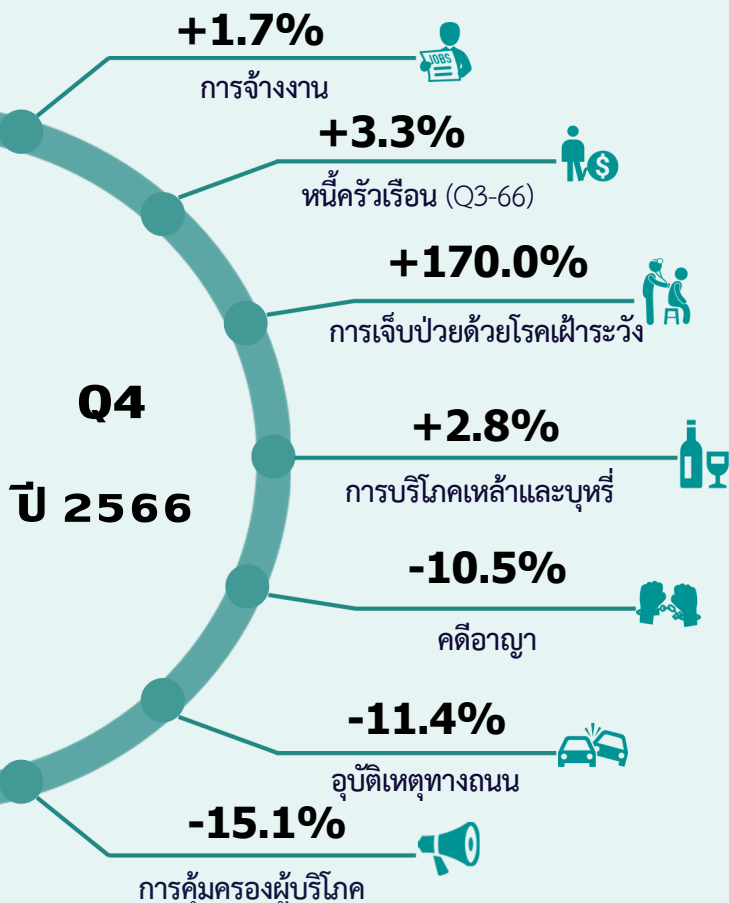 +1.7%
JOBS
การจ้างงาน
+3.3%
$
หนี้ครัวเรือน (Q3-66)
+170.0%
การเจ็บป่วยด้วยโรคเฝ้าระวัง
Q4
ปี 2566
+2.8%
การบริโภคเหล้าและบุหรี่
-10.5%
คดีอาญา
-11.4%
อุบัติเหตุทางถนน
-15.1%
การคุ้มครองผู้บริโภค